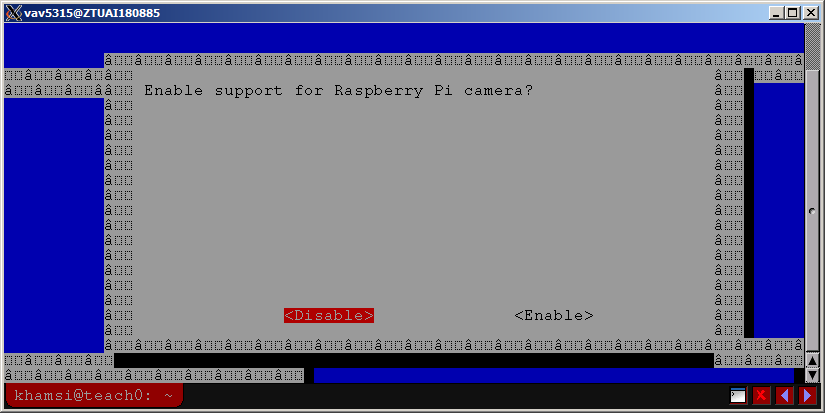 vav5315@ZTUAI180885
Enable support for Raspberry Pi camera?
<Disable> <Enable>
khamsi@teach0: ~